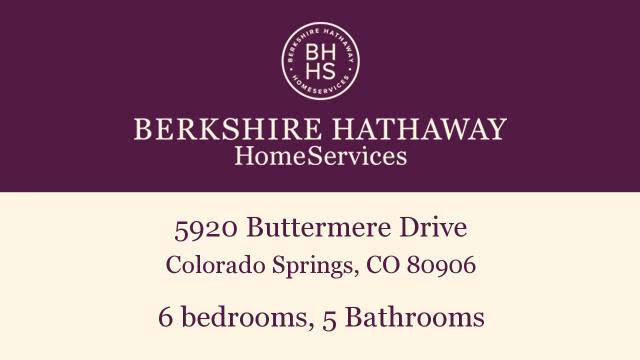 BERKSHIRE HATHAWAY
BH
HS
HOMESERVICES
BERKSHIRE HATHAWAY
HomeServices
5920 Buttermere Drive
Colorado Springs, CO 80906
6 bedrooms, 5 Bathrooms